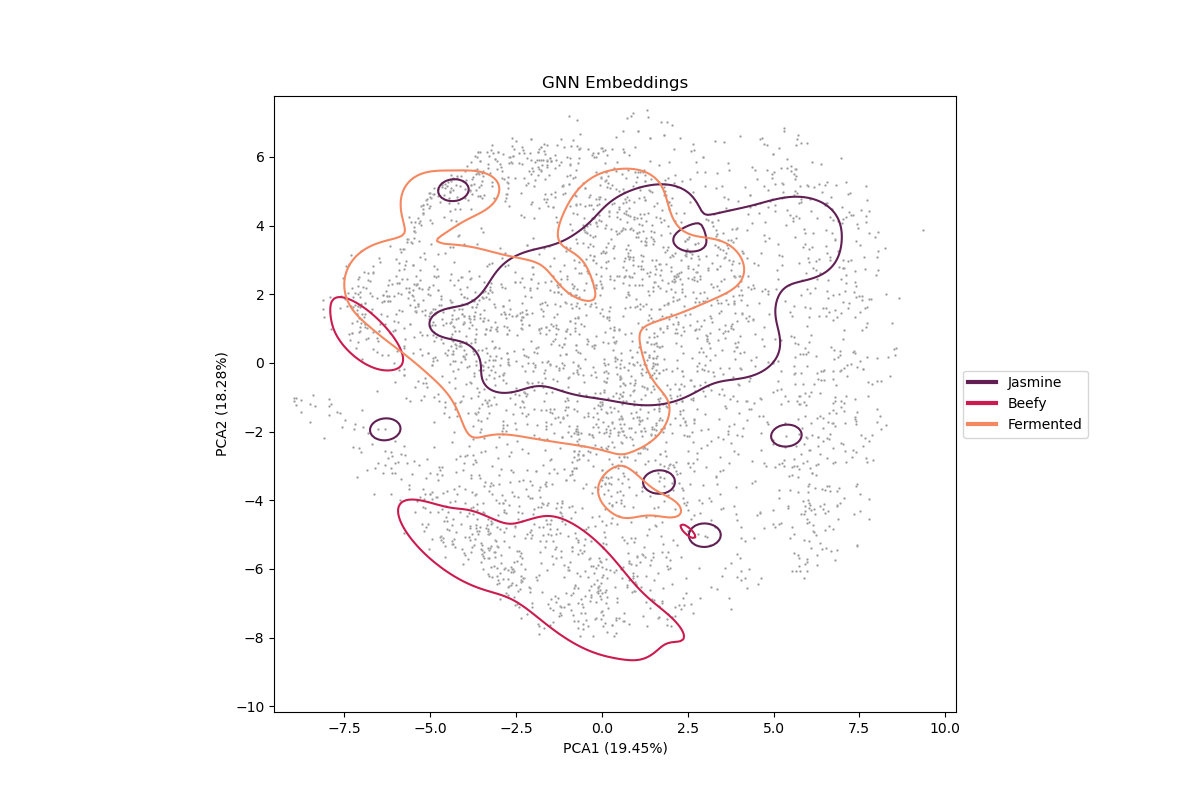 GNN Embeddings
6
4
2
0
−2
−4
−6
−8
−10
PCA2 (18.28%)
−7.5 −5.0 −2.5 0.0 2.5 5.0 7.5 10.0
PCA1 (19.45%)
Jasmine
Beefy
Fermented